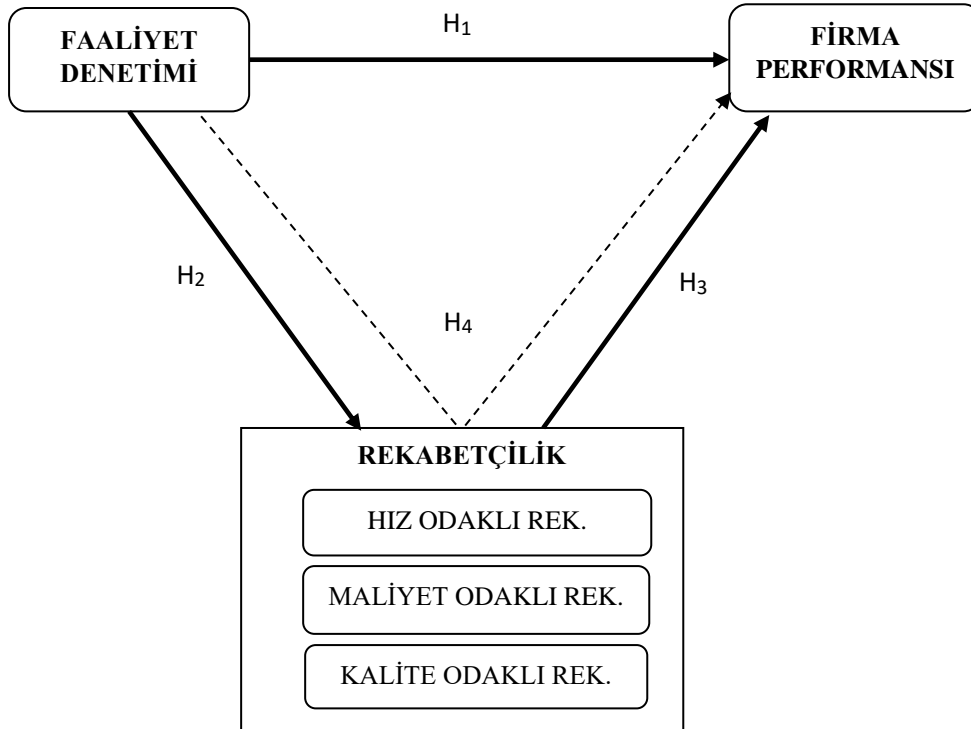 FAALİYET
DENETİMİ
H1
FİRMA
PERFORMANSI
H2
H4
H3
REKABETÇİLİK
HIZ ODAKLI REK.
MALİYET ODAKLI REK.
KALİTE ODAKLI REK.